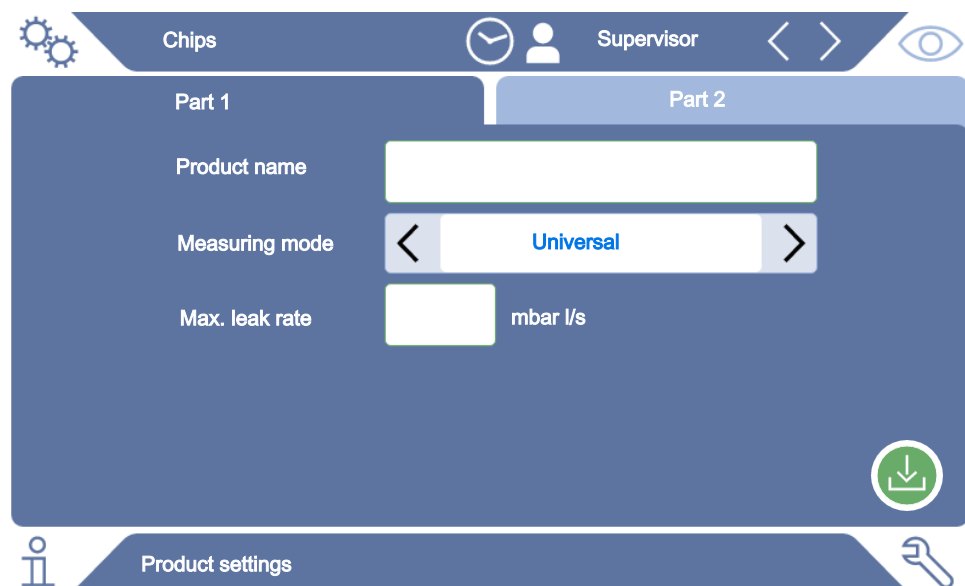 Chips
Supervisor
Part 1
Part 2
Product name
Measuring mode
Universal
Max. leak rate
mbar l/s
Product settings